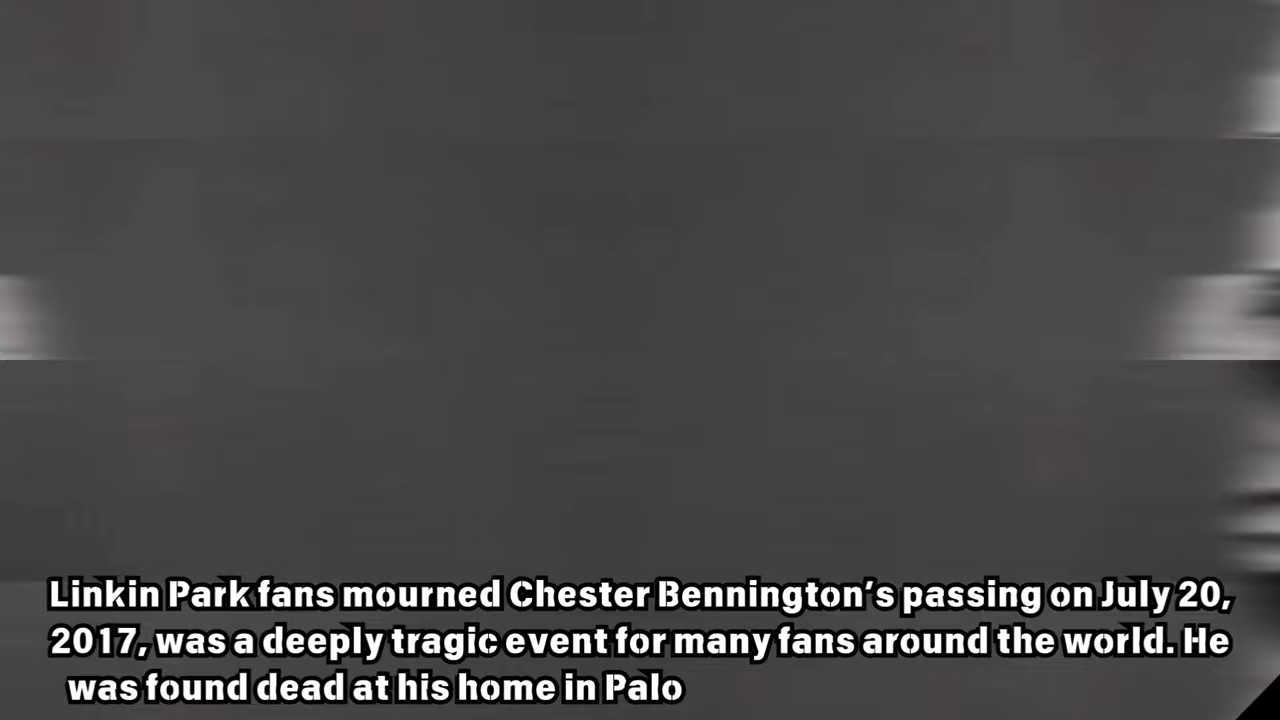 Linkin Park fans mourned Chester Bennington's passing on July 20,
2017, was a deeply tragic event for many fans around the world. He
was found dead at his home in Palo